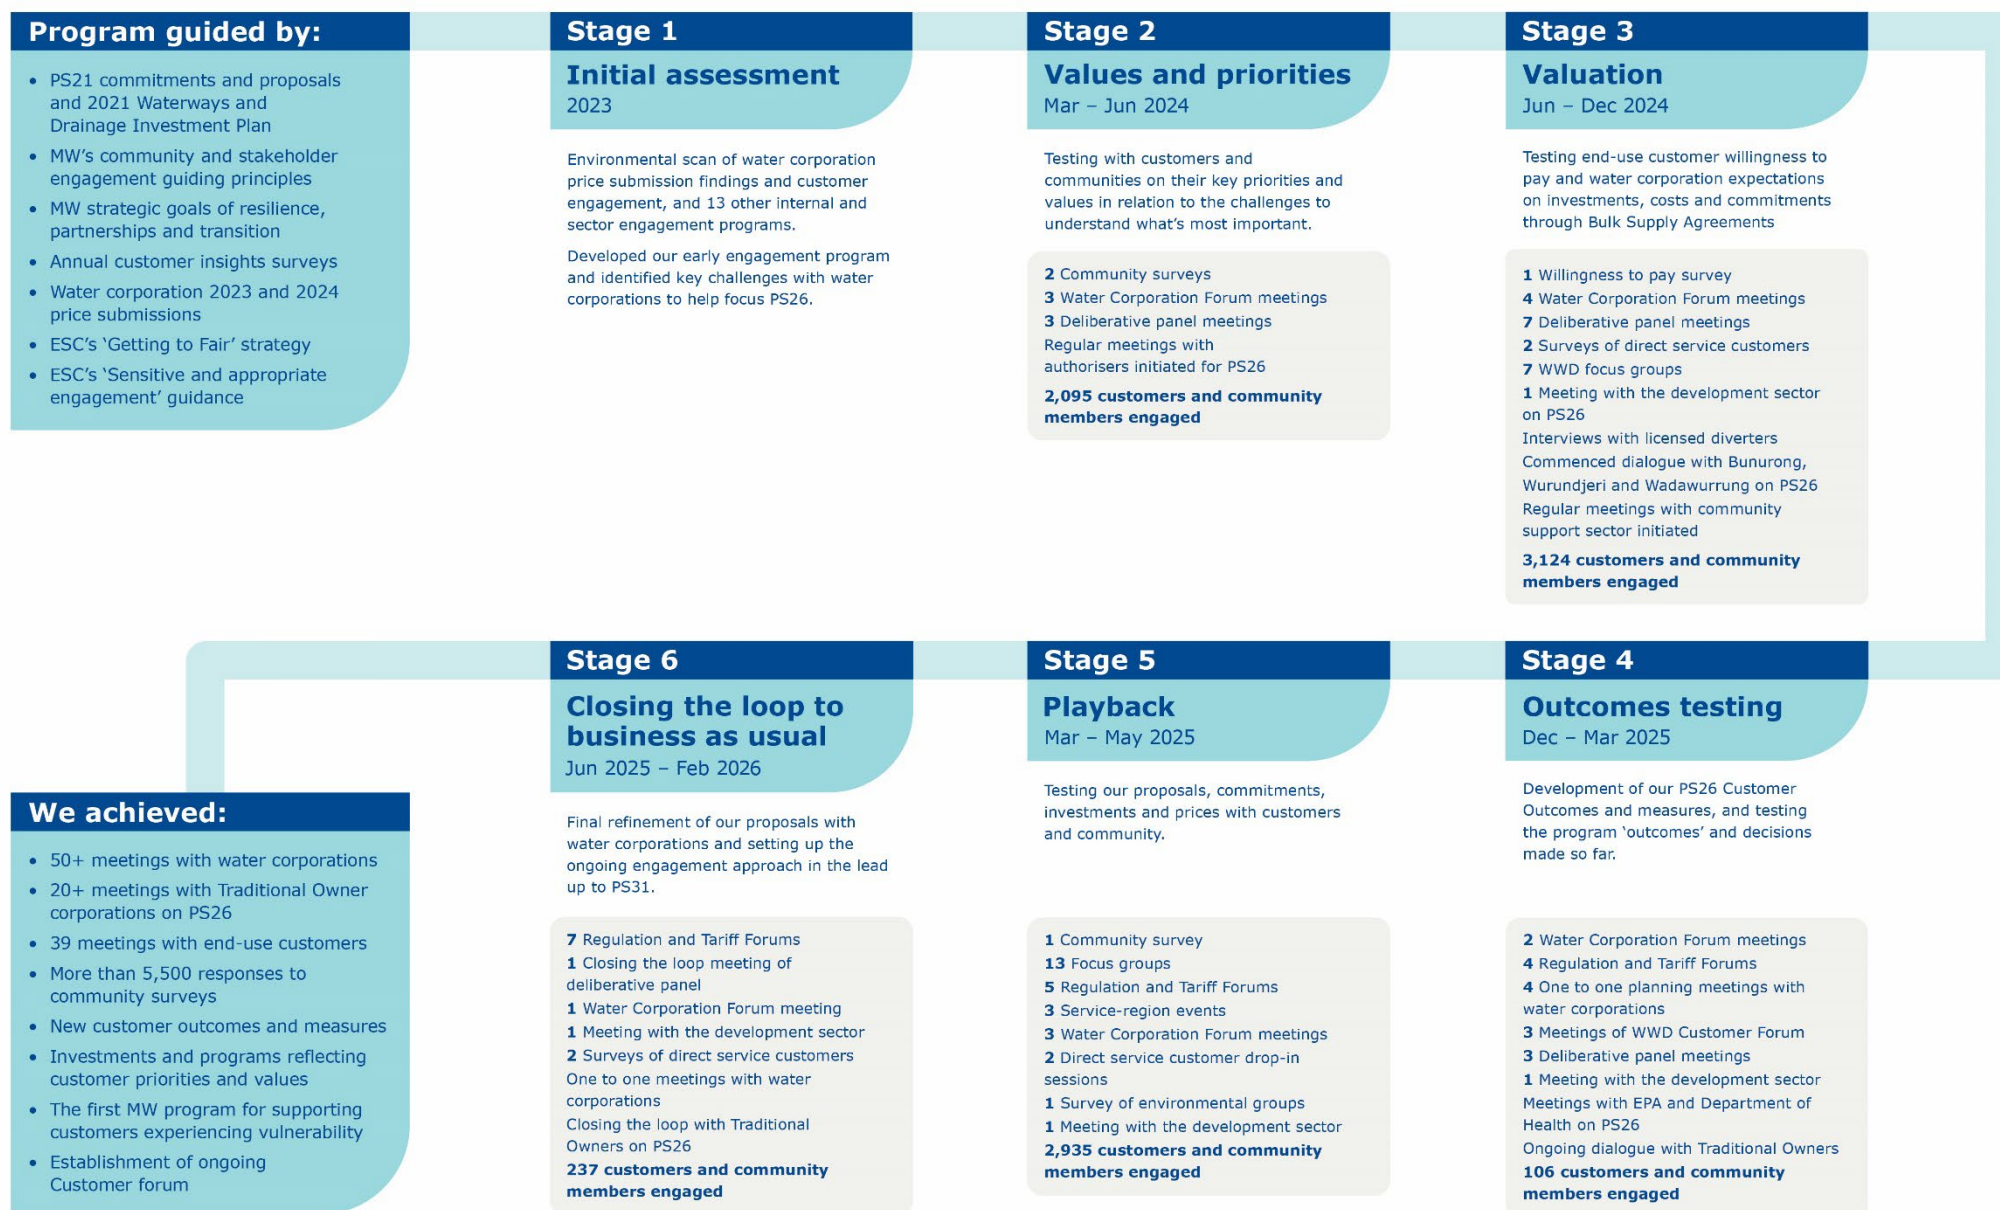 Program guided by:
• PS21 commitments and proposals
and 2021 Waterways and
Drainage Investment Plan
• MW's community and stakeholder
engagement guiding principles
• MW strategic goals of resilience,
partnerships and transition
• Annual customer insights surveys
• Water corporation 2023 and 2024
price submissions
• ESC's ‘Getting to Fair’ strategy
• ESC's ‘Sensitive and appropriate
engagement’ guidance
Stage 1
Initial assessment
2023
Environmental scan of water corporation
price submission findings and customer
engagement, and 13 other internal and
sector engagement programs.
Developed our early engagement program
and identified key challenges with water
corporations to help focus PS26.
Stage 2
Values and priorities
Mar – Jun 2024
Testing with customers and
communities on their key priorities and
values in relation to the challenges to
understand what's most important.
2 Community surveys
3 Water Corporation Forum meetings
3 Deliberative panel meetings
Regular meetings with
authorisers initiated for PS26
2,095 customers and community
members engaged
Stage 3
Valuation
Jun – Dec 2024
Testing end-use customer willingness to
pay and water corporation expectations
on investments, costs and commitments
through Bulk Supply Agreements
1 Willingness to pay survey
4 Water Corporation Forum meetings
7 Deliberative panel meetings
2 Surveys of direct service customers
7 WWD focus groups
1 Meeting with the development sector
on PS26
Interviews with licensed diverters
Commenced dialogue with Bunurong,
Wurundjeri and Wadawurrung on PS26
Regular meetings with community
support sector initiated
3,124 customers and community
members engaged
Stage 4
Outcomes testing
Dec – Mar 2025
Development of our PS26 Customer
Outcomes and measures, and testing
the program ‘outcomes’ and decisions
made so far.
2 Water Corporation Forum meetings
4 Regulation and Tariff Forums
4 One to one planning meetings with
water corporations
3 Meetings of WWD Customer Forum
3 Deliberative panel meetings
1 Meeting with the development sector
Meetings with EPA and Department of
Health on PS26
Ongoing dialogue with Traditional Owners
106 customers and community
members engaged
Stage 5
Playback
Mar – May 2025
Testing our proposals, commitments,
investments and prices with customers
and community.
1 Community survey
13 Focus groups
5 Regulation and Tariff Forums
3 Service-region events
3 Water Corporation Forum meetings
2 Direct service customer drop-in
sessions
1 Survey of environmental groups
1 Meeting with the development sector
2,935 customers and community
members engaged
Stage 6
Closing the loop to
business as usual
Jun 2025 – Feb 2026
Final refinement of our proposals with
water corporations and setting up the
ongoing engagement approach in the lead
up to PS31.
7 Regulation and Tariff Forums
1 Closing the loop meeting of
deliberative panel
1 Water Corporation Forum meeting
1 Meeting with the development sector
2 Surveys of direct service customers
One to one meetings with water
corporations
Closing the loop with Traditional
Owners on PS26
237 customers and community
members engaged
We achieved:
• 50+ meetings with water corporations
• 20+ meetings with Traditional Owner
corporations on PS26
• 39 meetings with end-use customers
• More than 5,500 responses to
community surveys
• New customer outcomes and measures
• Investments and programs reflecting
customer priorities and values
• The first MW program for supporting
customers experiencing vulnerability
• Establishment of ongoing
Customer forum